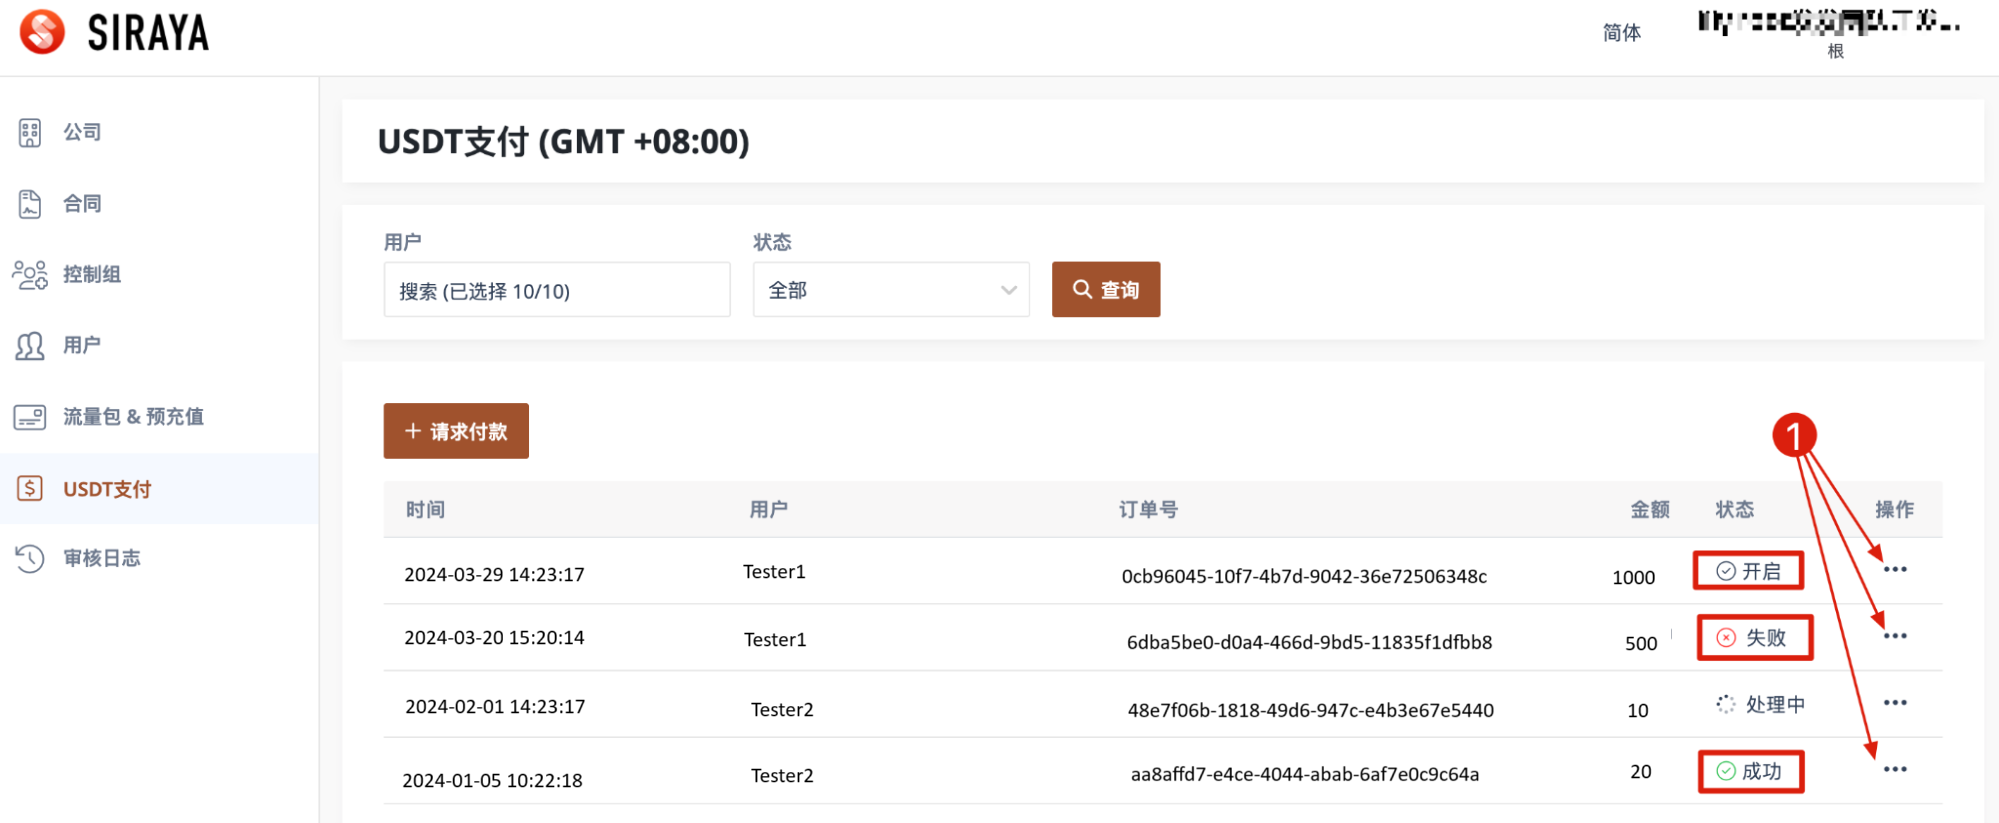 SIRAYA
简体
根
公司
合同
控制组
用户
流量包 & 预充值
USDT支付
审核日志
USDT支付 (GMT +08:00)
用户 状态
搜索 (已选择 10/10) 全部 查询
+ 请求付款
1
时间 用户 订单号 金额 状态 操作
2024-03-29 14:23:17 Tester1 0cb96045-10f7-4b7d-9042-36e72506348c 1000 开启 •••
2024-03-20 15:20:14 Tester1 6dba5be0-d0a4-466d-9bd5-11835f1dfbb8 500 失败 •••
2024-02-01 14:23:17 Tester2 48e7f06b-1818-49d6-947c-e4b3e67e5440 10 处理中 •••
2024-01-05 10:22:18 Tester2 aa8affd7-e4ce-4044-abab-6af7e0c9c64a 20 成功 •••